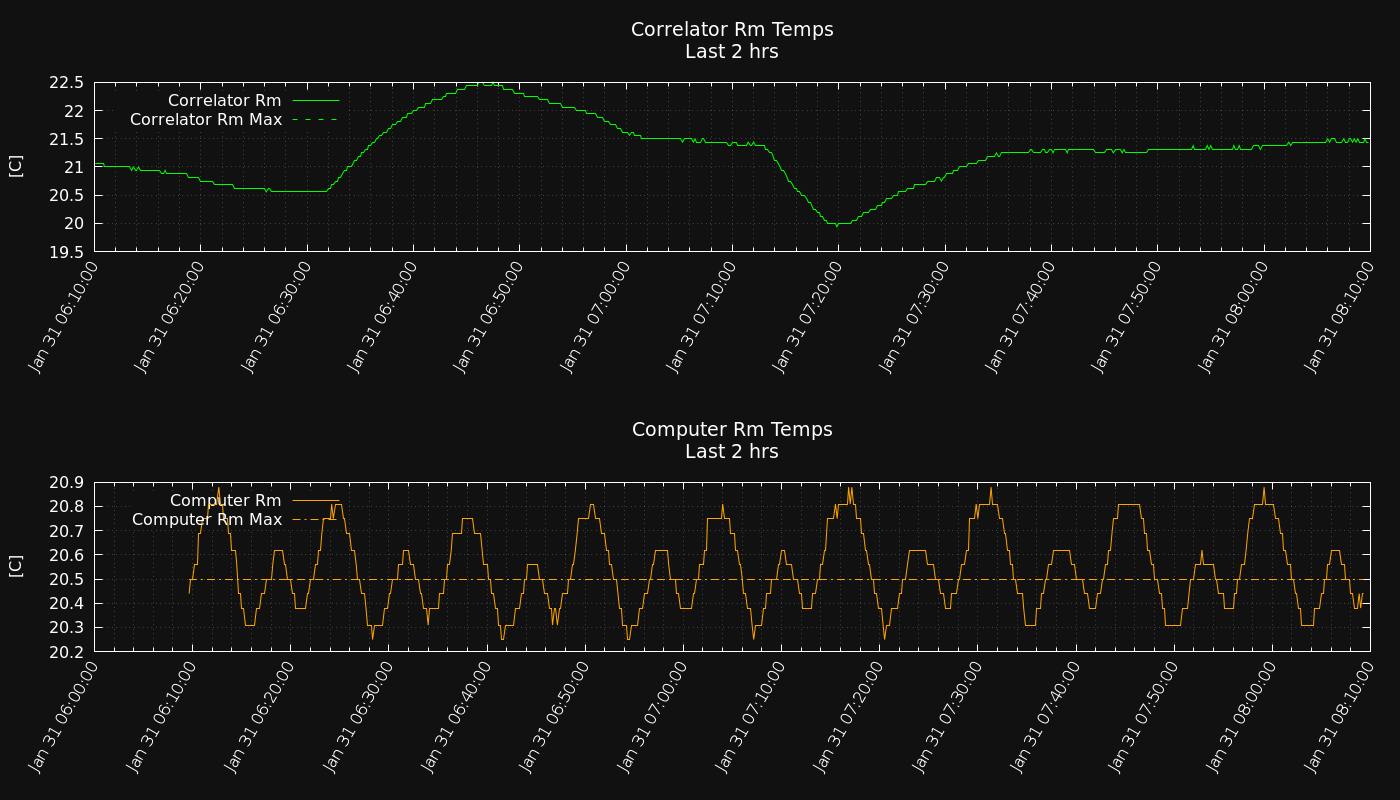 Correlator Rm Temps
Last 2 hrs
[C]
22.5
22
21.5
21
20.5
20
19.5
Correlator Rm
Correlator Rm Max
Jan 31 06:10:00
Jan 31 06:20:00
Jan 31 06:30:00
Jan 31 06:40:00
Jan 31 06:50:00
Jan 31 07:00:00
Jan 31 07:10:00
Jan 31 07:20:00
Jan 31 07:30:00
Jan 31 07:40:00
Jan 31 07:50:00
Jan 31 08:00:00
Jan 31 08:10:00
Computer Rm Temps
Last 2 hrs
[C]
20.9
20.8
20.7
20.6
20.5
20.4
20.3
20.2
Computer Rm
Computer Rm Max
Jan 31 06:00:00
Jan 31 06:10:00
Jan 31 06:20:00
Jan 31 06:30:00
Jan 31 06:40:00
Jan 31 06:50:00
Jan 31 07:00:00
Jan 31 07:10:00
Jan 31 07:20:00
Jan 31 07:30:00
Jan 31 07:40:00
Jan 31 07:50:00
Jan 31 08:00:00
Jan 31 08:10:00